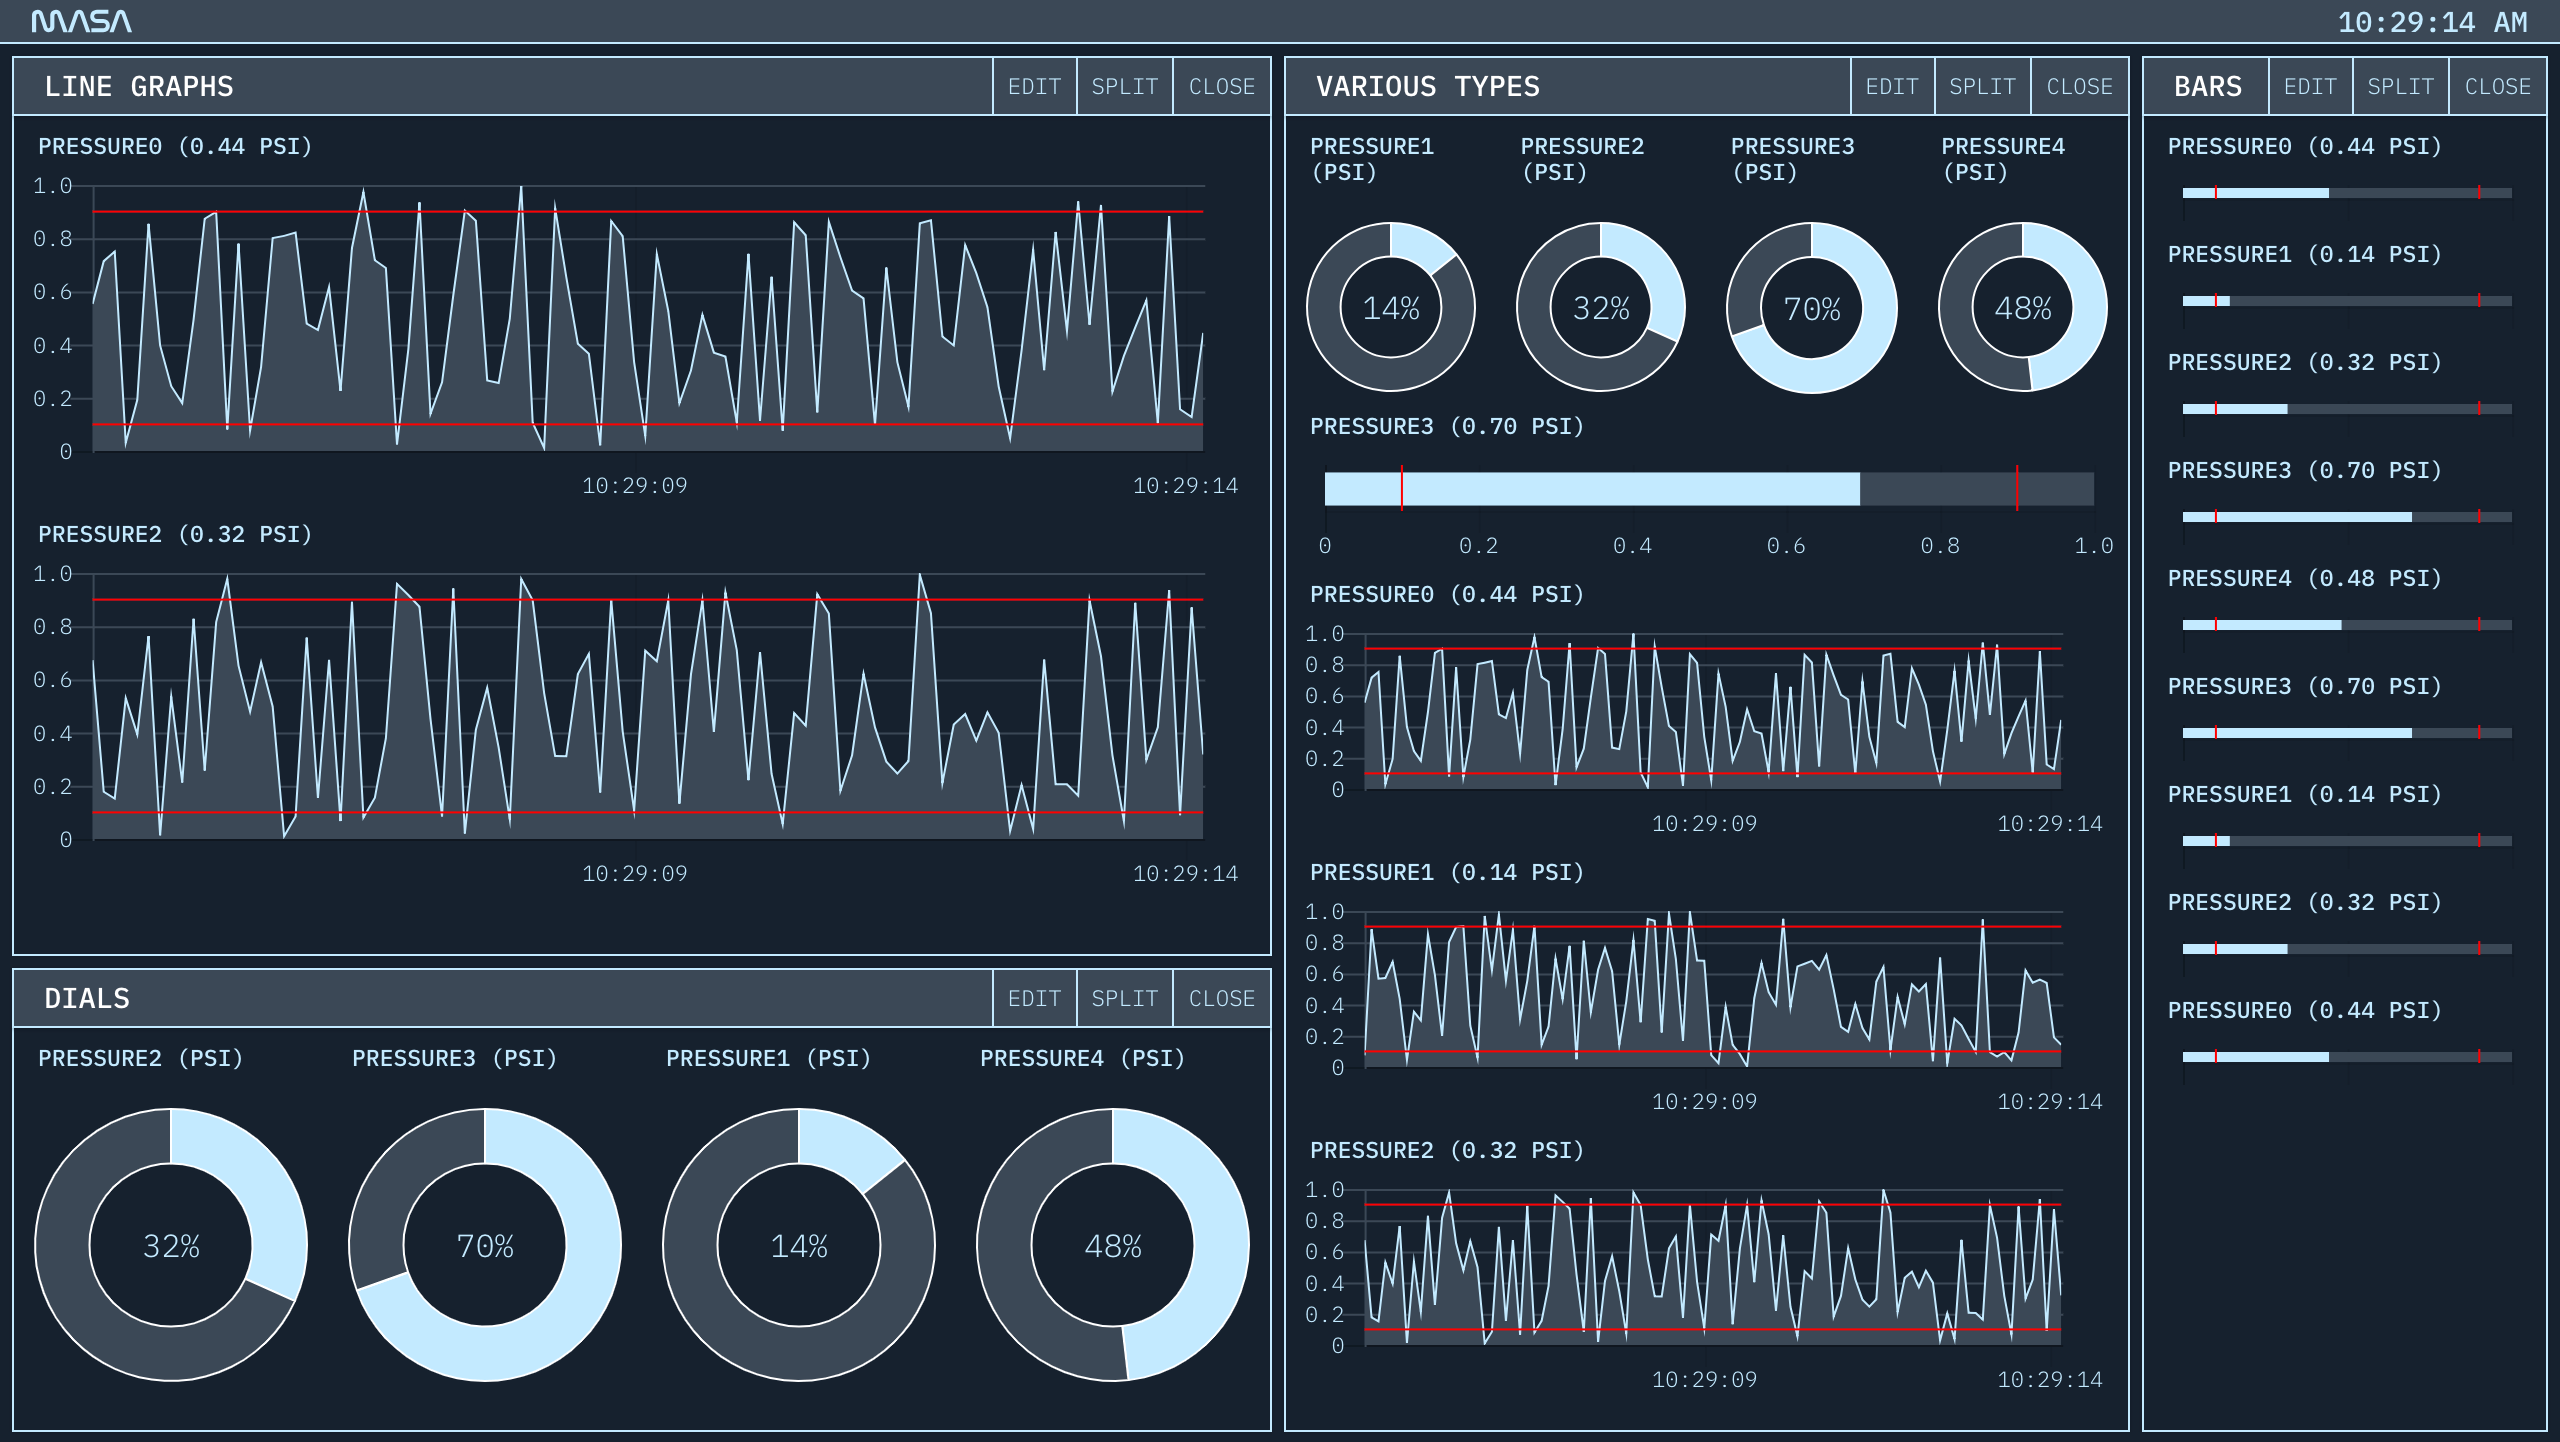 MASA
10:29:14 AM
LINE GRAPHS
EDIT
SPLIT
CLOSE
PRESSURE0 (0.44 PSI)
1.0
0.8
0.6
0.4
0.2
0
10:29:09
10:29:14
PRESSURE2 (0.32 PSI)
1.0
0.8
0.6
0.4
0.2
0
10:29:09
10:29:14
DIALS
EDIT
SPLIT
CLOSE
PRESSURE2 (PSI)
32%
PRESSURE3 (PSI)
70%
PRESSURE1 (PSI)
14%
PRESSURE4 (PSI)
48%
VARIOUS TYPES
EDIT
SPLIT
CLOSE
PRESSURE1
(PSI)
14%
PRESSURE2
(PSI)
32%
PRESSURE3
(PSI)
70%
PRESSURE4
(PSI)
48%
PRESSURE3 (0.70 PSI)
0 0.2 0.4 0.6 0.8 1.0
PRESSURE0 (0.44 PSI)
1.0
0.8
0.6
0.4
0.2
0
10:29:09
10:29:14
PRESSURE1 (0.14 PSI)
1.0
0.8
0.6
0.4
0.2
0
10:29:09
10:29:14
PRESSURE2 (0.32 PSI)
1.0
0.8
0.6
0.4
0.2
0
10:29:09
10:29:14
BARS
EDIT
SPLIT
CLOSE
PRESSURE0 (0.44 PSI)
PRESSURE1 (0.14 PSI)
PRESSURE2 (0.32 PSI)
PRESSURE3 (0.70 PSI)
PRESSURE4 (0.48 PSI)
PRESSURE3 (0.70 PSI)
PRESSURE1 (0.14 PSI)
PRESSURE2 (0.32 PSI)
PRESSURE0 (0.44 PSI)